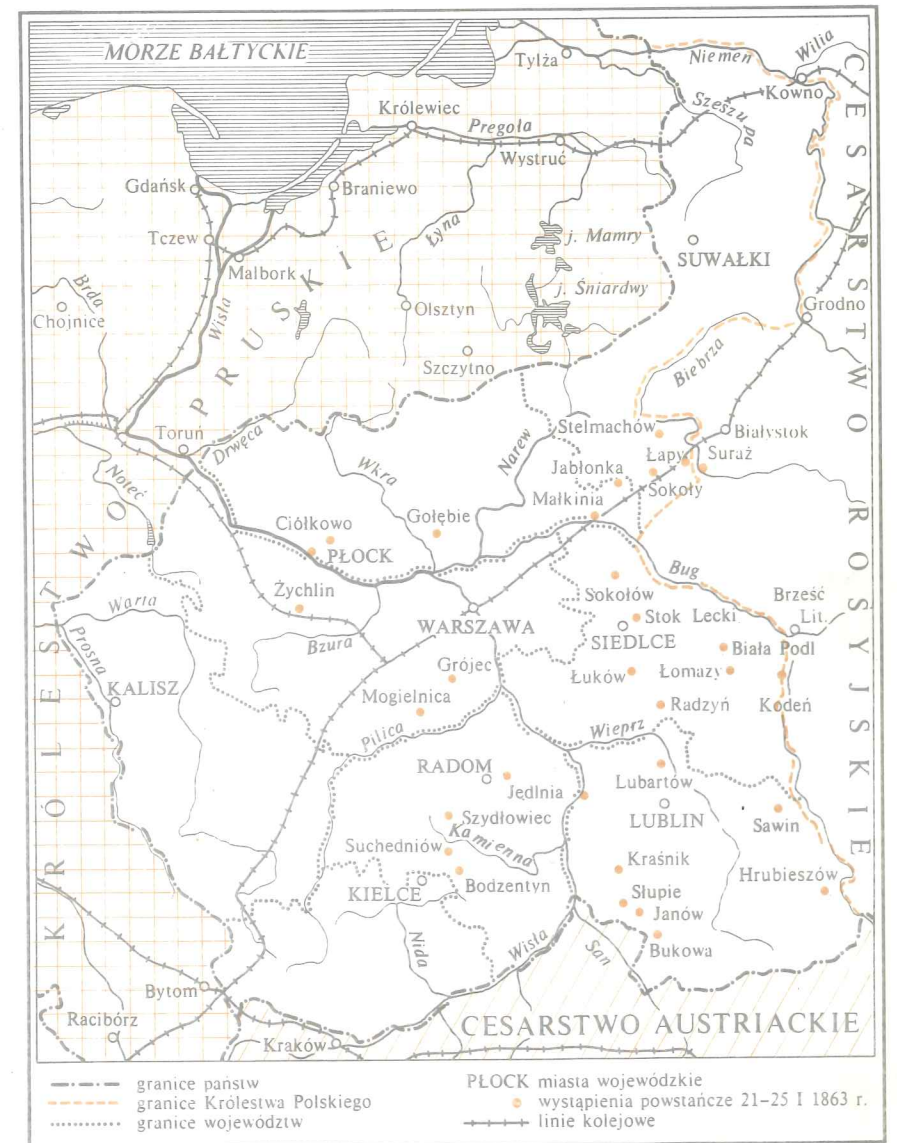 MORZE BAŁTYCKIE
Tylża
Niemen
Wilia
Kowno
Szeszupa
Królewiec
Pregoła
Wystruć
Gdańsk
Braniewo
Tczew
Malbork
Łyna
j. Mamry
SUWAŁKI
Brda
Chojnice
Wisła
Olsztyn
j. Śniardwy
Grodno
Szczytno
Biebrza
Toruń
Drwęca
Stelmachów
Białystok
Noteć
Wkra
Narew
Łapy
Suraż
Jabłonka
Sokoły
Małkinia
Ciółkowo
Gołębie
PŁOCK
Bug
Żychlin
Sokołów
Brześć
Lit.
Warta
WARSZAWA
Stok Lecki
SIEDLCE
Bzura
Biała Podl
Prosna
Grójec
Łuków
Łomazy
KALISZ
Mogielnica
Radzyń
Kodeń
Pilica
Wieprz
RADOM
Jędlnia
Lubartów
Szydłowiec
LUBLIN
Sawin
Kamienna
Suchedniów
Kraśnik
Hrubieszów
KIELCE
Bodzentyn
Słupie
Janów
Nida
Wisła
San
Bukowa
Bytom
Racibórz
Kraków
CESARSTWO AUSTRIACKIE
KRÓLESTWO PRUSKIE
CESARSTWO ROSYJSKIE
granice państw
granice Królestwa Polskiego
granice województw
PŁOCK miasta wojewódzkie
wystąpienia powstańcze 21–25 I 1863 r.
linie kolejowe